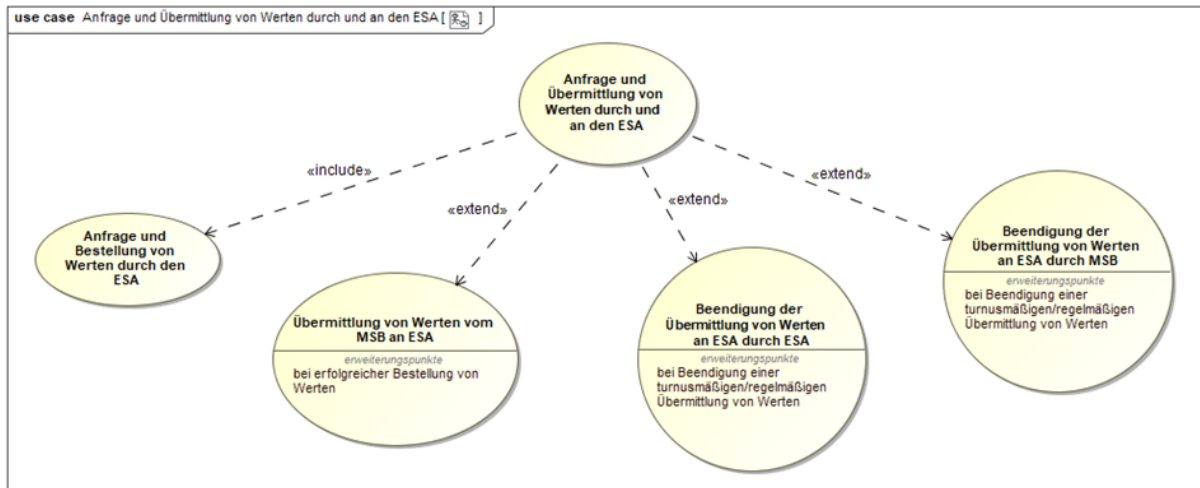 use case Anfrage und Übermittlung von Werten durch und an den ESA [ ]
Anfrage und
Übermittlung von
Werten durch und
an den ESA
«include»
«extend»
«extend»
«extend»
Anfrage und
Bestellung von
Werten durch den
ESA
Übermittlung von Werten vom
MSB an ESA
erweiterungspunkte
bei erfolgreicher Bestellung von
Werten
Beendigung der
Übermittlung von Werten
an ESA durch ESA
erweiterungspunkte
bei Beendigung einer
turnusmäßigen/regelmäßigen
Übermittlung von Werten
Beendigung der
Übermittlung von Werten
an ESA durch MSB
erweiterungspunkte
bei Beendigung einer
turnusmäßigen/regelmäßigen
Übermittlung von Werten